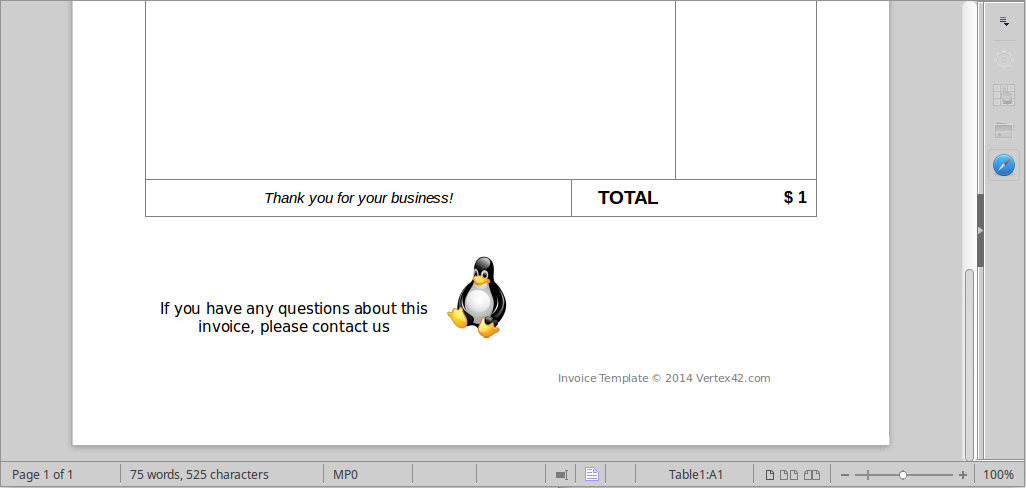 Thank you for your business!
TOTAL
$ 1
If you have any questions about this
invoice, please contact us
Invoice Template © 2014 Vertex42.com
Page 1 of 1
75 words, 525 characters
MP0
Table1:A1
100%